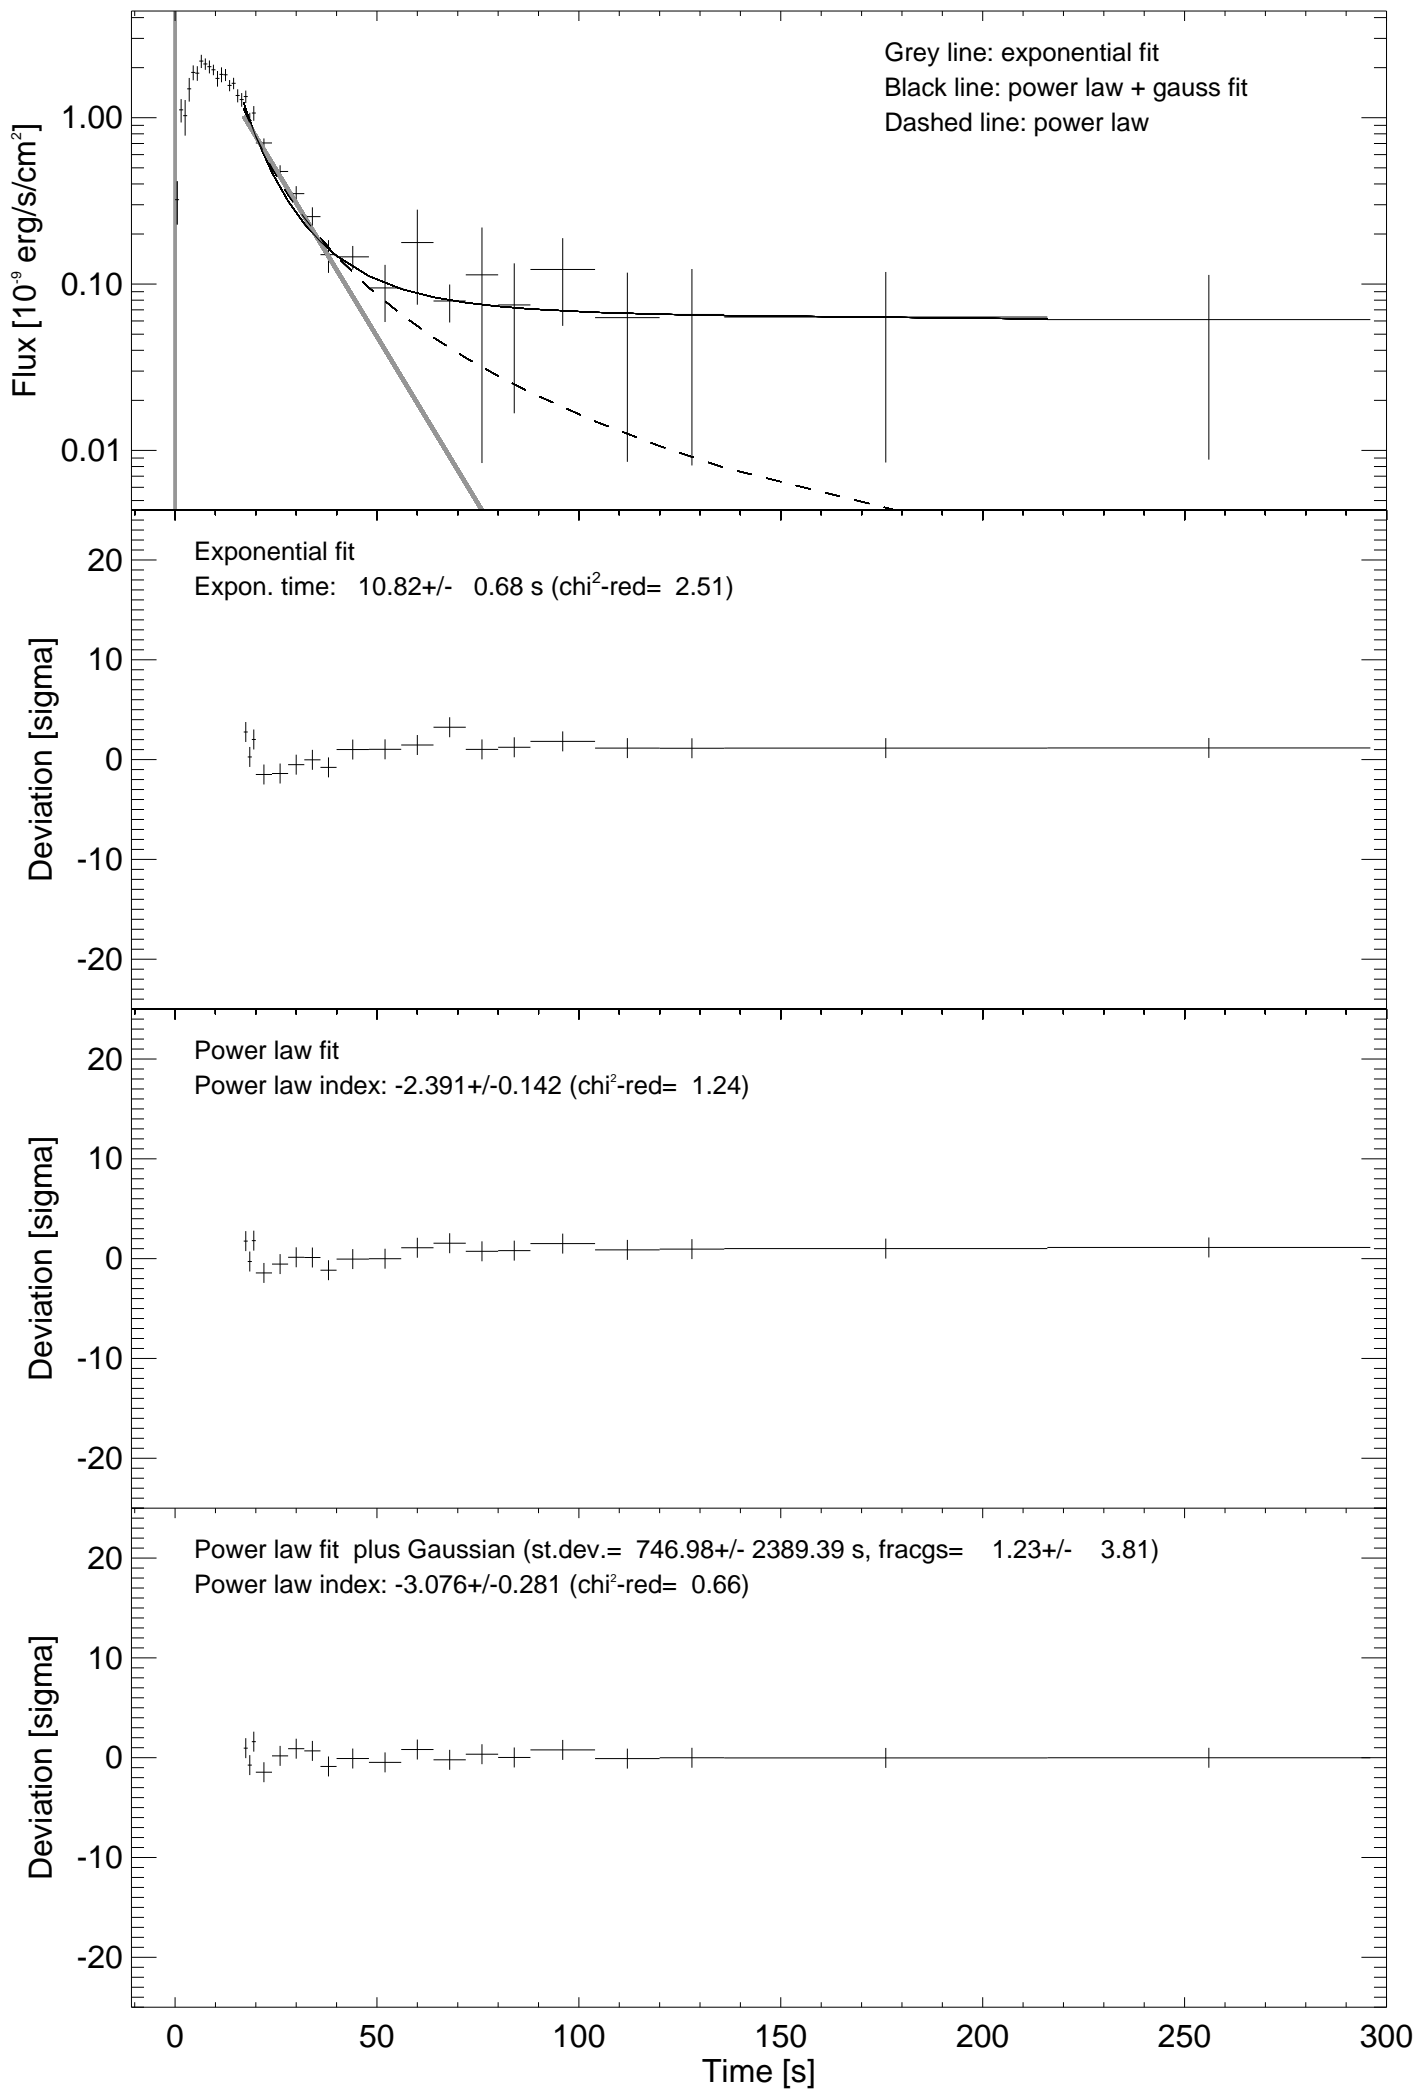 Grey line: exponential fit
Black line: power law + gauss fit
Dashed line: power law
1.00
0.10
0.01
Flux [10⁻⁹ erg/s/cm²]
Exponential fit
Expon. time: 10.82+/- 0.68 s (chi²-red= 2.51)
20
10
0
-10
-20
Deviation [sigma]
Power law fit
Power law index: -2.391+/-0.142 (chi²-red= 1.24)
20
10
0
-10
-20
Deviation [sigma]
Power law fit plus Gaussian (st.dev.= 746.98+/- 2389.39 s, fracgs= 1.23+/- 3.81)
Power law index: -3.076+/-0.281 (chi²-red= 0.66)
20
10
0
-10
-20
Deviation [sigma]
0 50 100 150 200 250 300
Time [s]